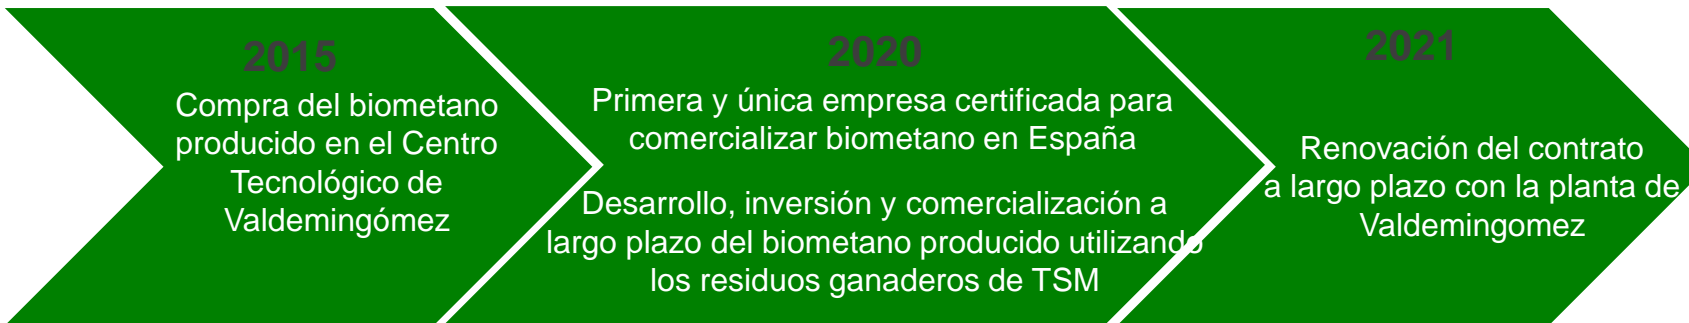 2015
Compra del biometano
producido en el Centro
Tecnológico de
Valdemingómez
2020
Primera y única empresa certificada para
comercializar biometano en España
Desarrollo, inversión y comercialización a
largo plazo del biometano producido utilizando
los residuos ganaderos de TSM
2021
Renovación del contrato
a largo plazo con la planta de
Valdemingomez